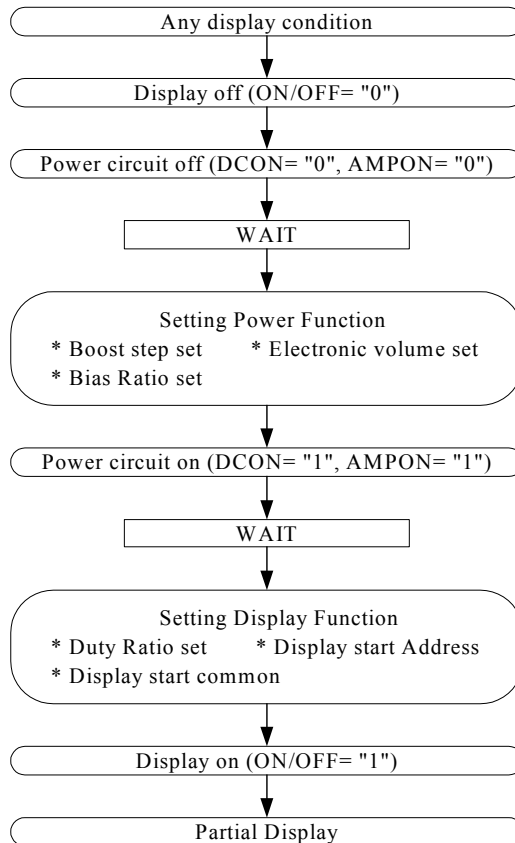 Any display condition
Display off (ON/OFF= "0")
Power circuit off (DCON= "0", AMPON= "0")
WAIT
Setting Power Function
* Boost step set * Electronic volume set
* Bias Ratio set
Power circuit on (DCON= "1", AMPON= "1")
WAIT
Setting Display Function
* Duty Ratio set * Display start Address
* Display start common
Display on (ON/OFF= "1")
Partial Display